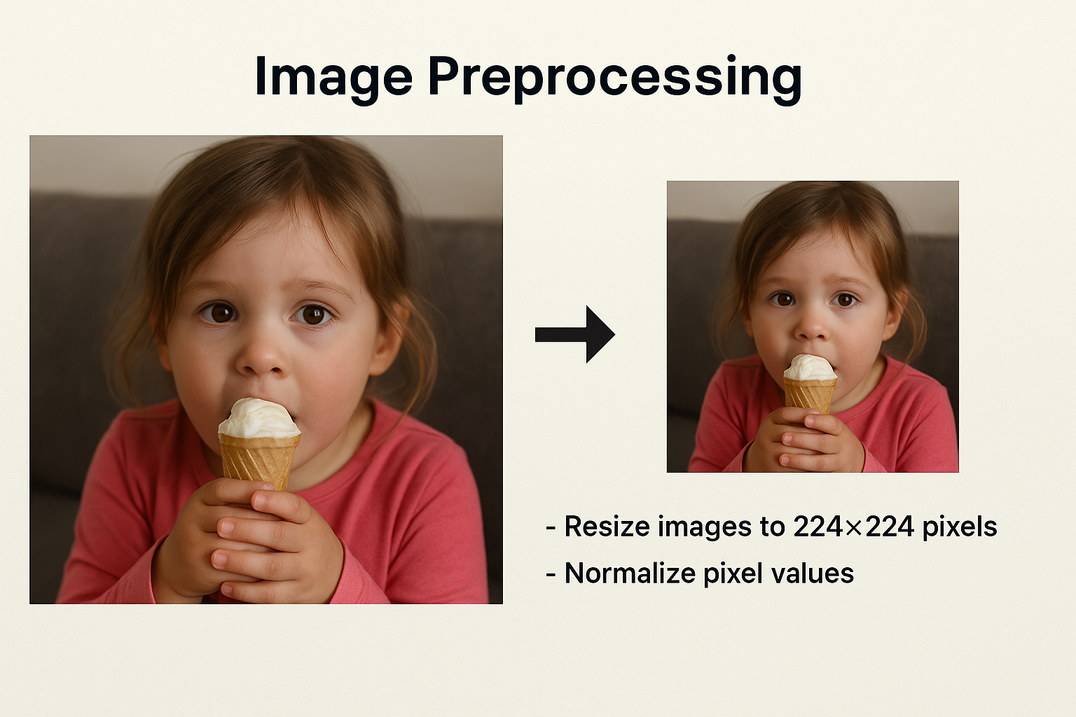 Image Preprocessing
- Resize images to 224×224 pixels
- Normalize pixel values